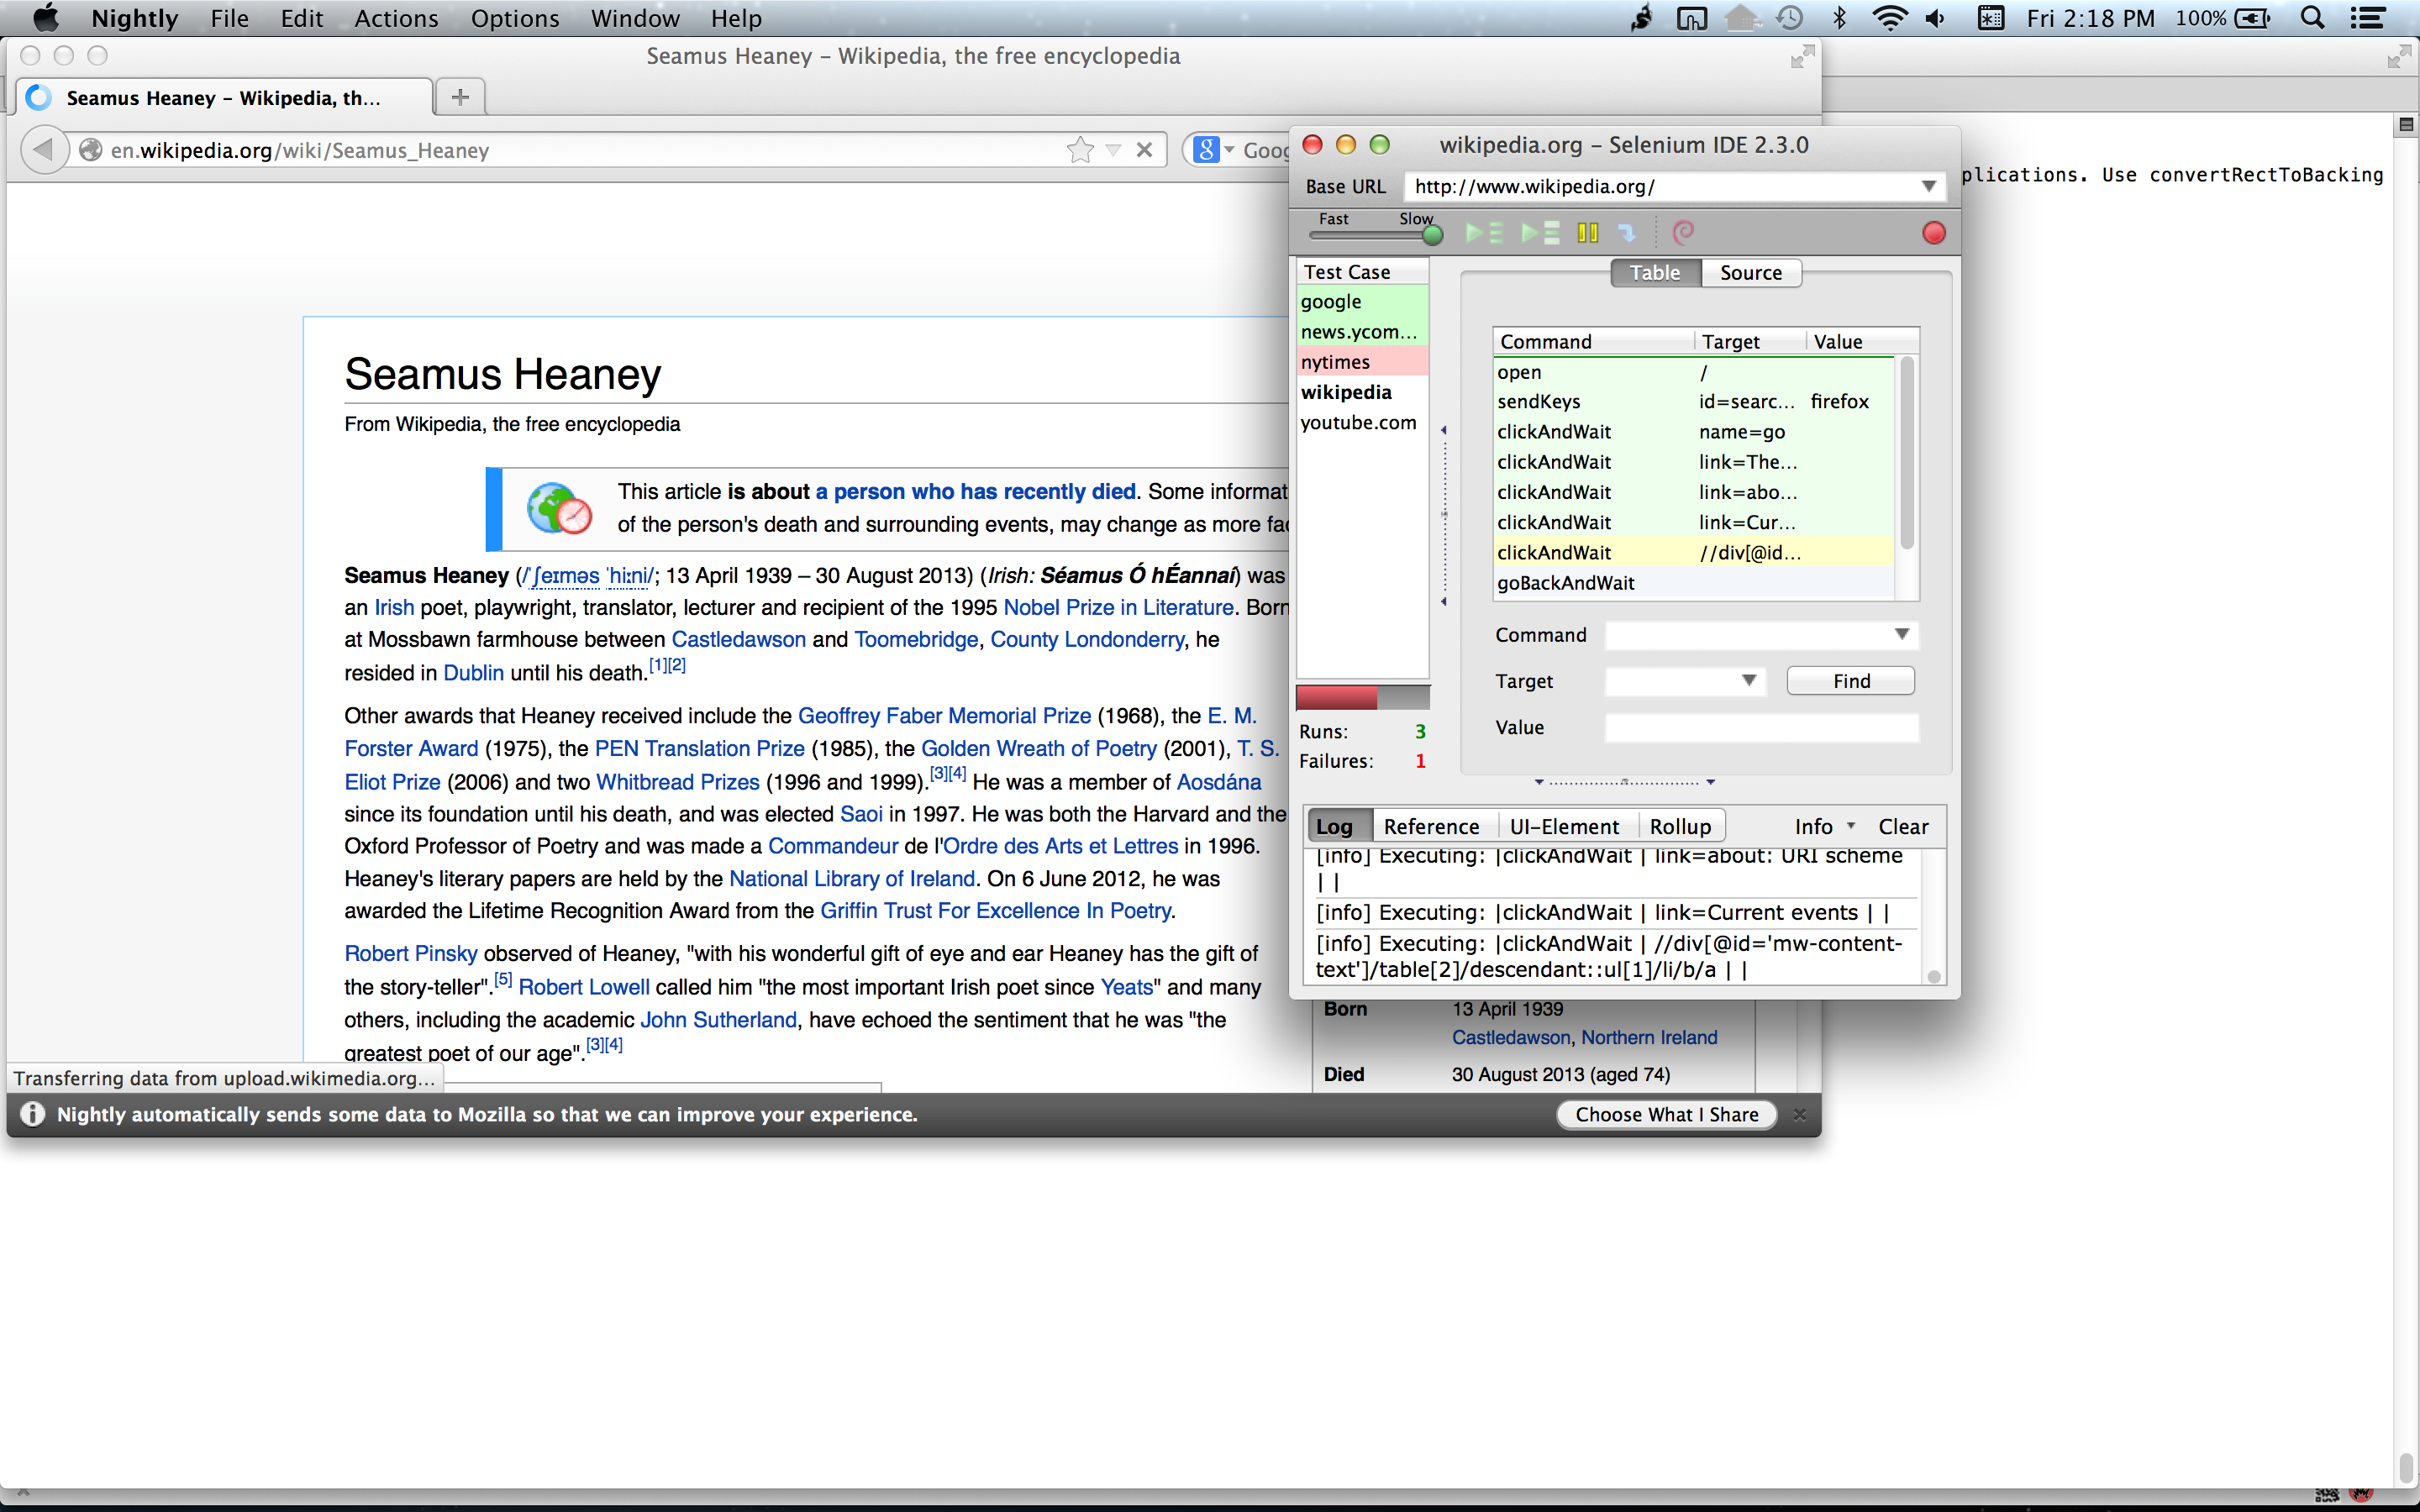 Nightly File Edit Actions Options Window Help
Fri 2:18 PM 100%
Seamus Heaney – Wikipedia, the free encyclopedia
Seamus Heaney – Wikipedia, th...
en.wikipedia.org/wiki/Seamus_Heaney
Goog
Seamus Heaney
From Wikipedia, the free encyclopedia
This article is about a person who has recently died. Some informat
of the person's death and surrounding events, may change as more fac
Seamus Heaney (/ˈʃeɪməs ˈhiːni/; 13 April 1939 – 30 August 2013) (Irish: Séamus Ó hÉannaí) was
an Irish poet, playwright, translator, lecturer and recipient of the 1995 Nobel Prize in Literature. Born
at Mossbawn farmhouse between Castledawson and Toomebridge, County Londonderry, he
resided in Dublin until his death.[1][2]
Other awards that Heaney received include the Geoffrey Faber Memorial Prize (1968), the E. M.
Forster Award (1975), the PEN Translation Prize (1985), the Golden Wreath of Poetry (2001), T. S.
Eliot Prize (2006) and two Whitbread Prizes (1996 and 1999).[3][4] He was a member of Aosdána
since its foundation until his death, and was elected Saoi in 1997. He was both the Harvard and the
Oxford Professor of Poetry and was made a Commandeur de l'Ordre des Arts et Lettres in 1996.
Heaney's literary papers are held by the National Library of Ireland. On 6 June 2012, he was
awarded the Lifetime Recognition Award from the Griffin Trust For Excellence In Poetry.
Robert Pinsky observed of Heaney, "with his wonderful gift of eye and ear Heaney has the gift of
the story-teller".[5] Robert Lowell called him "the most important Irish poet since Yeats" and many
others, including the academic John Sutherland, have echoed the sentiment that he was "the
greatest poet of our age".[3][4]
Born 13 April 1939
Castledawson, Northern Ireland
Died 30 August 2013 (aged 74)
Transferring data from upload.wikimedia.org...
Nightly automatically sends some data to Mozilla so that we can improve your experience.
Choose What I Share
wikipedia.org – Selenium IDE 2.3.0
Base URL http://www.wikipedia.org/
Fast Slow
Test Case
google
news.ycom...
nytimes
wikipedia
youtube.com
Runs: 3
Failures: 1
Table Source
Command Target Value
open /
sendKeys id=searc... firefox
clickAndWait name=go
clickAndWait link=The...
clickAndWait link=abo...
clickAndWait link=Cur...
clickAndWait //div[@id...
goBackAndWait
Command
Target Find
Value
Log Reference UI-Element Rollup Info Clear
[info] Executing: |clickAndWait | link=about: URI scheme
| |
[info] Executing: |clickAndWait | link=Current events | |
[info] Executing: |clickAndWait | //div[@id='mw-content-
text']/table[2]/descendant::ul[1]/li/b/a | |
plications. Use convertRectToBacking